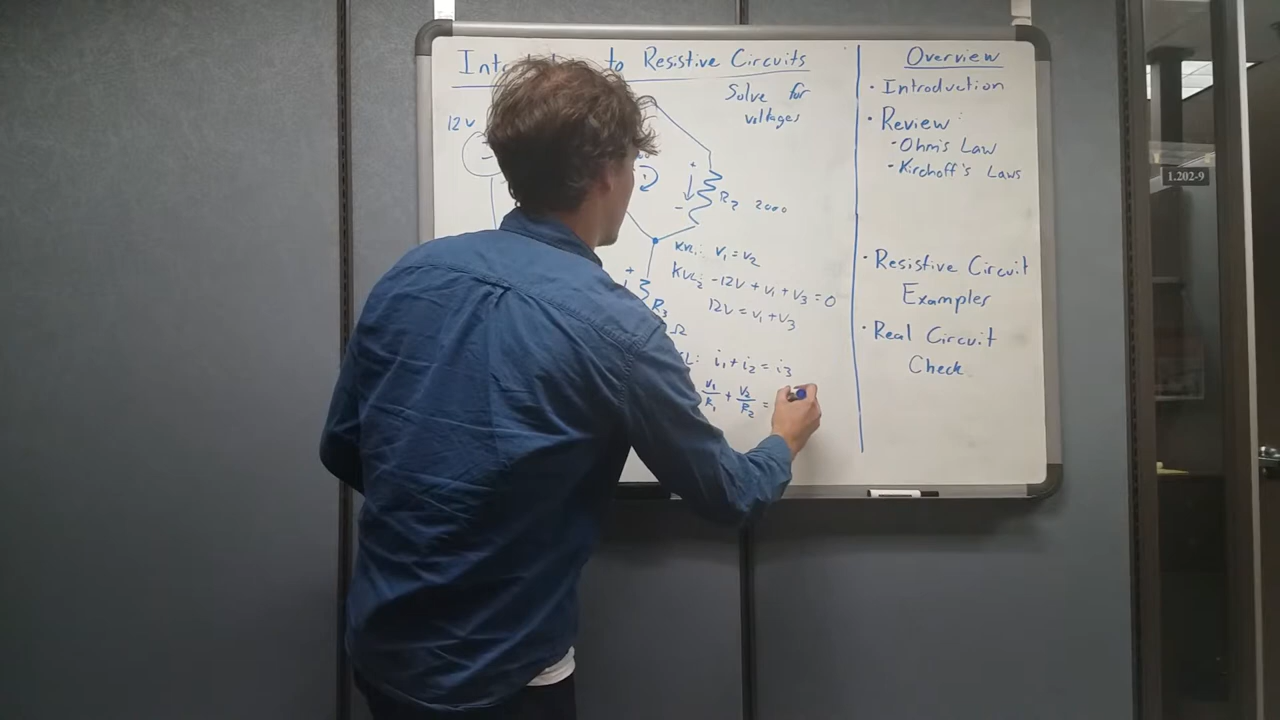 to Resistive Circuits
Solve for
voltages
12v
R2 2000
KVL1: v1 = v2
KVL2: -12V + v1 + v3 = 0
12V = v1 + v3
R3
Ω
i1 + i2 = i3
v1/R1 + v2/R2 =
Overview
· Introduction
· Review:
- Ohm's Law
- Kirchoff's Laws
· Resistive Circuit
Examples
· Real Circuit
Check
1.202-9